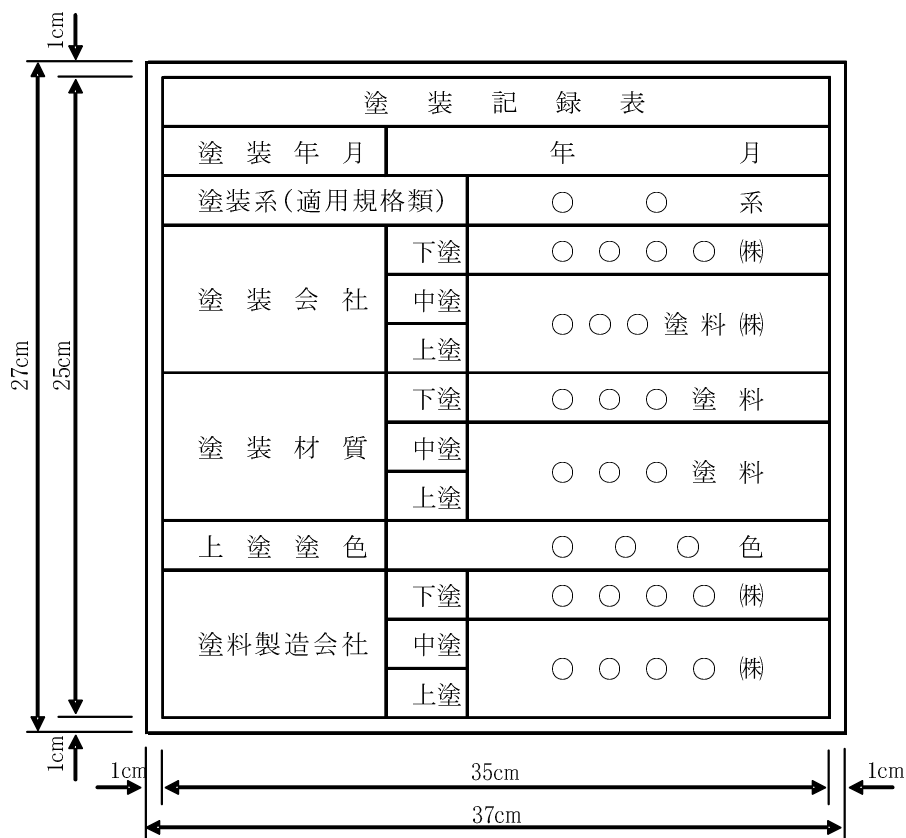 1cm
27cm
25cm
塗装記録表
塗装年月 年 月
塗装系(適用規格類) ○ ○ 系
塗装会社
下塗 ○ ○ ○ ○ ㈱
中塗
上塗
○ ○ ○ 塗 料 ㈱
塗装材質
下塗 ○ ○ ○ 塗 料
中塗
上塗
○ ○ ○ 塗 料
上塗塗色 ○ ○ ○ 色
塗料製造会社
下塗 ○ ○ ○ ○ ㈱
中塗
上塗
○ ○ ○ ○ ㈱
1cm
1cm
35cm
1cm
37cm